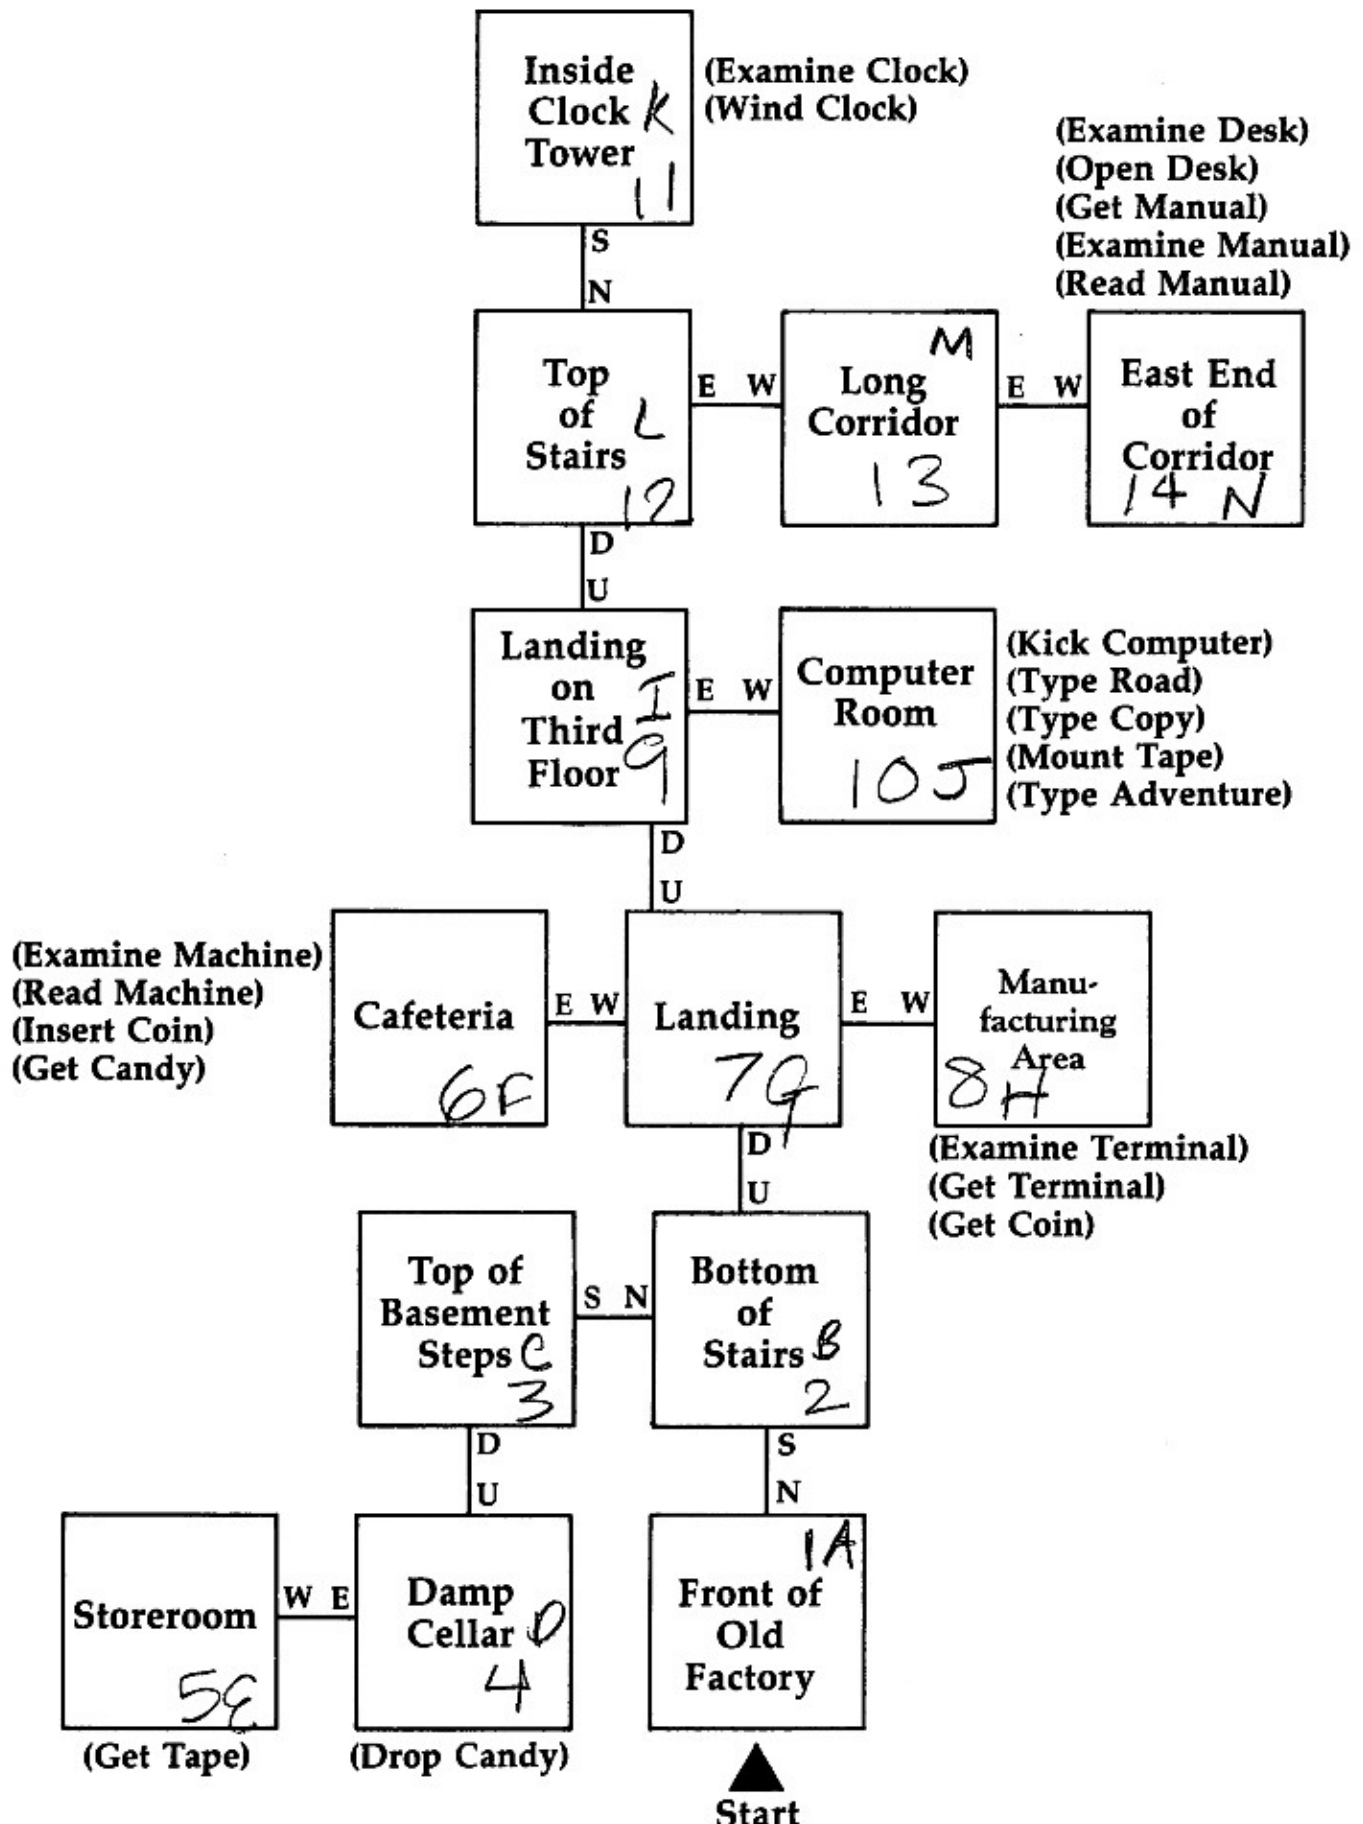 Inside
Clock K
Tower
11
(Examine Clock)
(Wind Clock)
(Examine Desk)
(Open Desk)
(Get Manual)
(Examine Manual)
(Read Manual)
S
N
Top
of L
Stairs
12
E W
M
Long
Corridor
13
E W
East End
of
Corridor
14 N
D
U
Landing
on I
Third
Floor 9
E W
Computer
Room
10 J
(Kick Computer)
(Type Road)
(Type Copy)
(Mount Tape)
(Type Adventure)
D
U
(Examine Machine)
(Read Machine)
(Insert Coin)
(Get Candy)
Cafeteria
6F
E W
Landing
7G
E W
Manu-
facturing
Area
8H
(Examine Terminal)
(Get Terminal)
(Get Coin)
D
U
Top of
Basement
Steps C
3
S N
Bottom
of
Stairs B
2
D
U
S
N
Storeroom
5E
(Get Tape)
W E
Damp
Cellar D
4
(Drop Candy)
1A
Front of
Old
Factory
Start